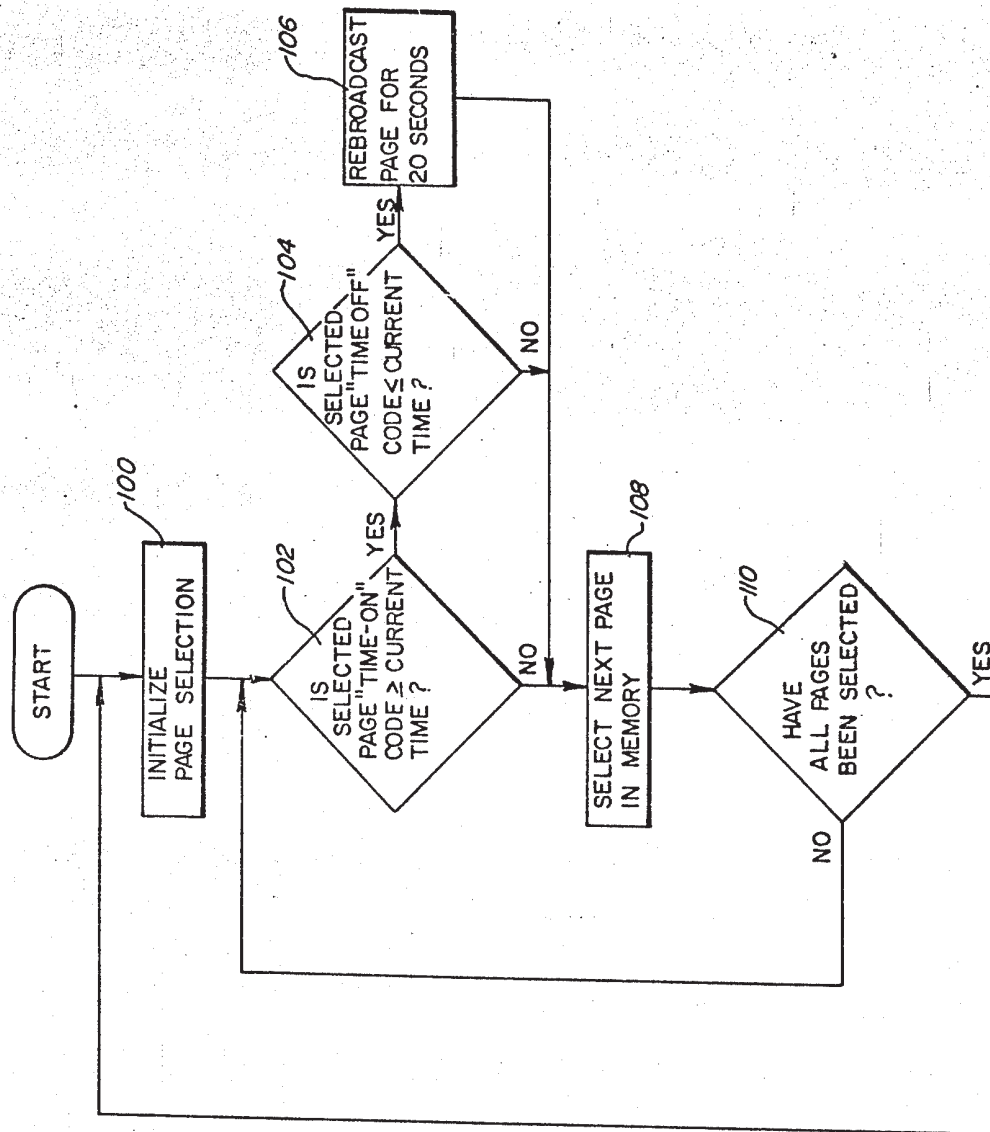 START
100
INITIALIZE
PAGE SELECTION
102
IS
SELECTED
PAGE "TIME-ON"
CODE ≥ CURRENT
TIME ?
YES
NO
104
IS
SELECTED
PAGE "TIME OFF"
CODE ≤ CURRENT
TIME ?
YES
NO
106
REBROADCAST
PAGE FOR
20 SECONDS
108
SELECT NEXT PAGE
IN MEMORY
110
HAVE
ALL PAGES
BEEN SELECTED
?
NO
YES